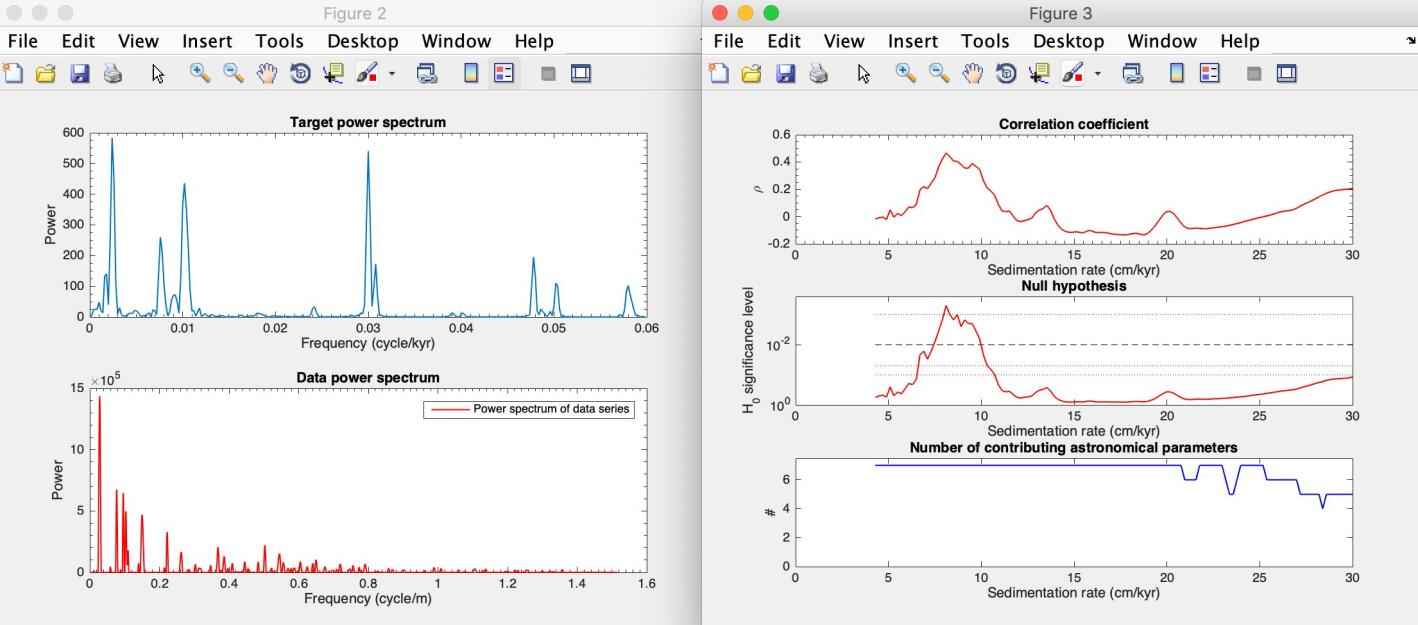 Figure 2
File Edit View Insert Tools Desktop Window Help
Target power spectrum
600
500
400
300
200
100
0
Power
0 0.01 0.02 0.03 0.04 0.05 0.06
Frequency (cycle/kyr)
Data power spectrum
×10^5
15
10
5
0
Power
Power spectrum of data series
0 0.2 0.4 0.6 0.8 1 1.2 1.4 1.6
Frequency (cycle/m)
Figure 3
File Edit View Insert Tools Desktop Window Help
Correlation coefficient
0.6
0.4
0.2
0
-0.2
ρ
0 5 10 15 20 25 30
Sedimentation rate (cm/kyr)
Null hypothesis
H_0 significance level
10^-2
10^0
0 5 10 15 20 25 30
Sedimentation rate (cm/kyr)
Number of contributing astronomical parameters
6
4
2
0
#
0 5 10 15 20 25 30
Sedimentation rate (cm/kyr)